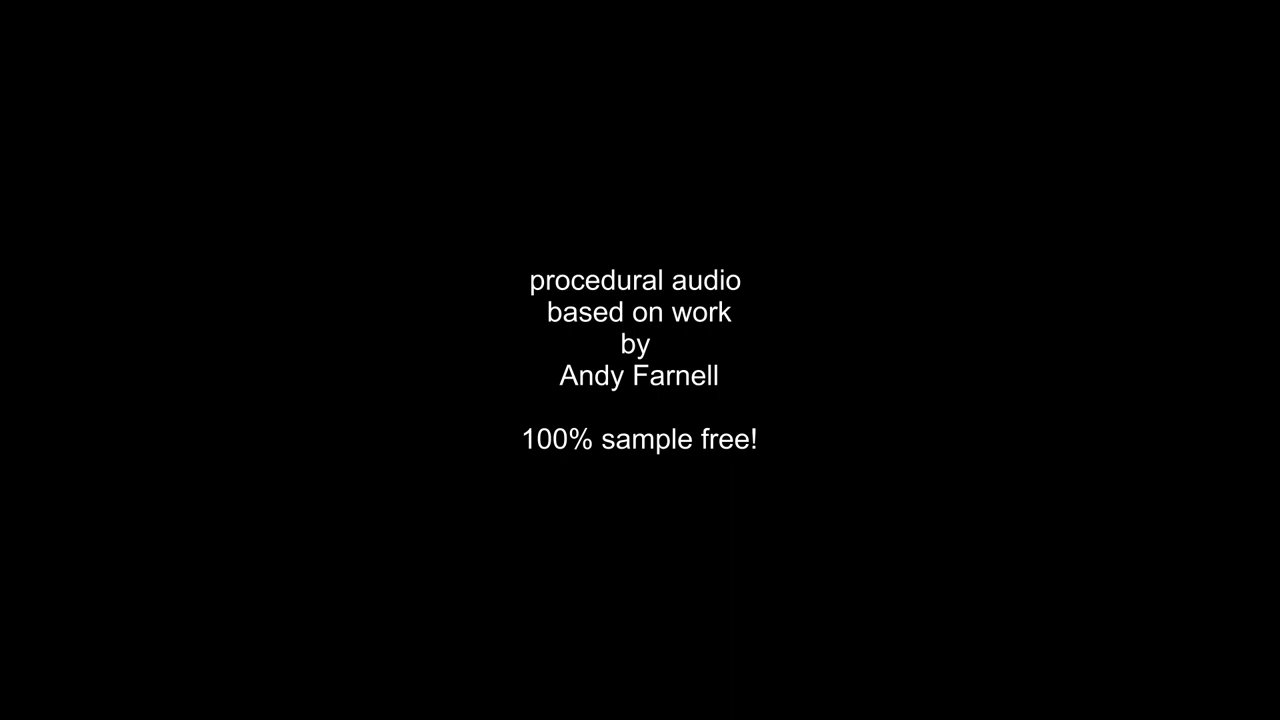 procedural audio
based on work
by
Andy Farnell
100% sample free!